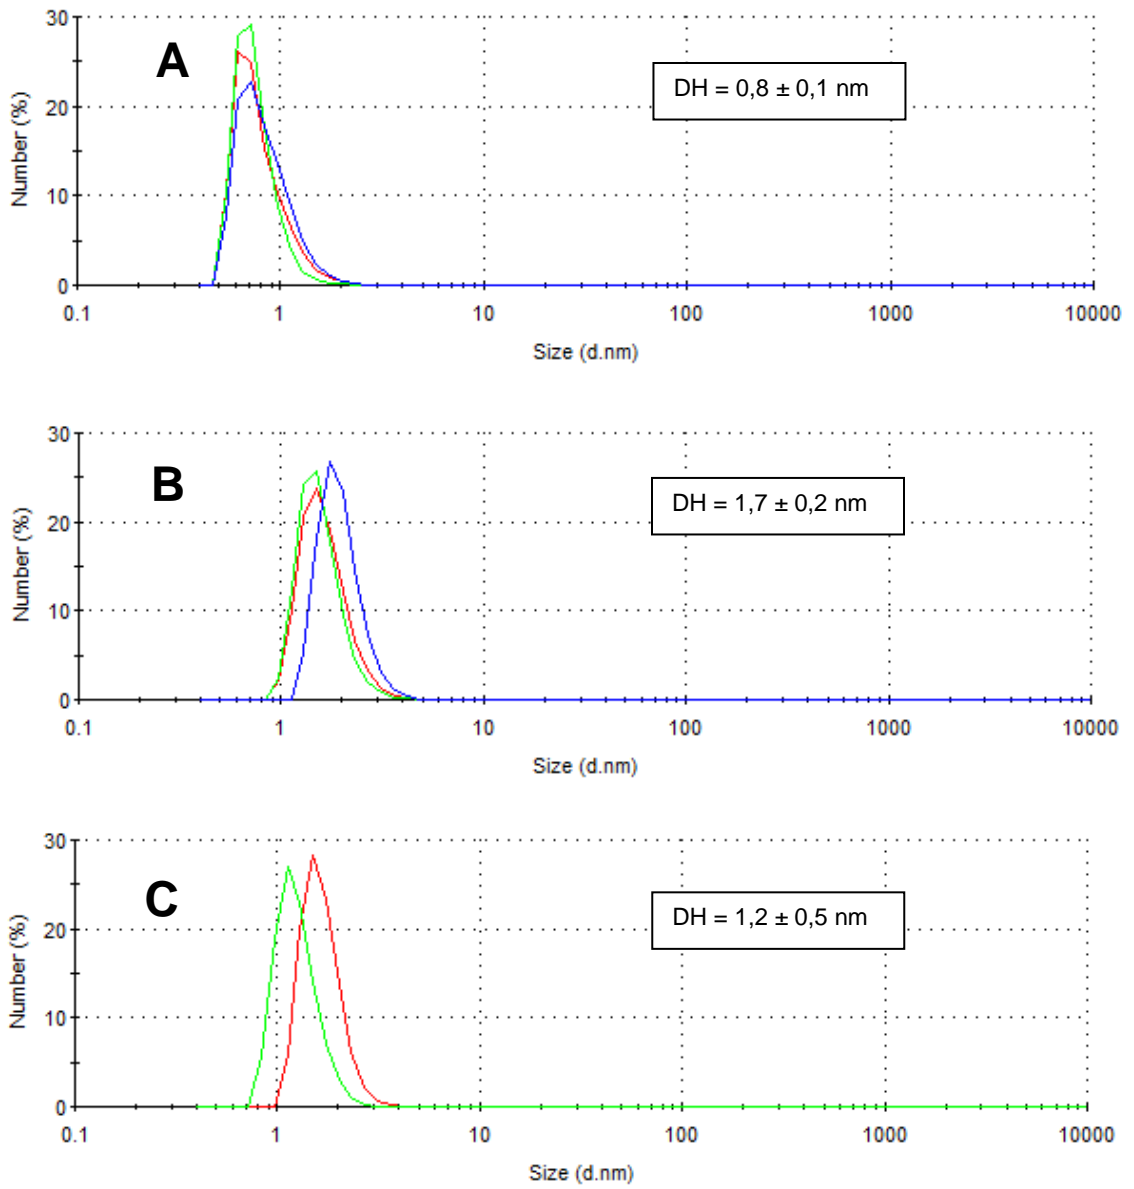 30
20
10
0
Number (%)
A
DH = 0,8 ± 0,1 nm
0.1 1 10 100 1000 10000
Size (d.nm)
30
20
10
0
Number (%)
B
DH = 1,7 ± 0,2 nm
0.1 1 10 100 1000 10000
Size (d.nm)
30
20
10
0
Number (%)
C
DH = 1,2 ± 0,5 nm
0.1 1 10 100 1000 10000
Size (d.nm)